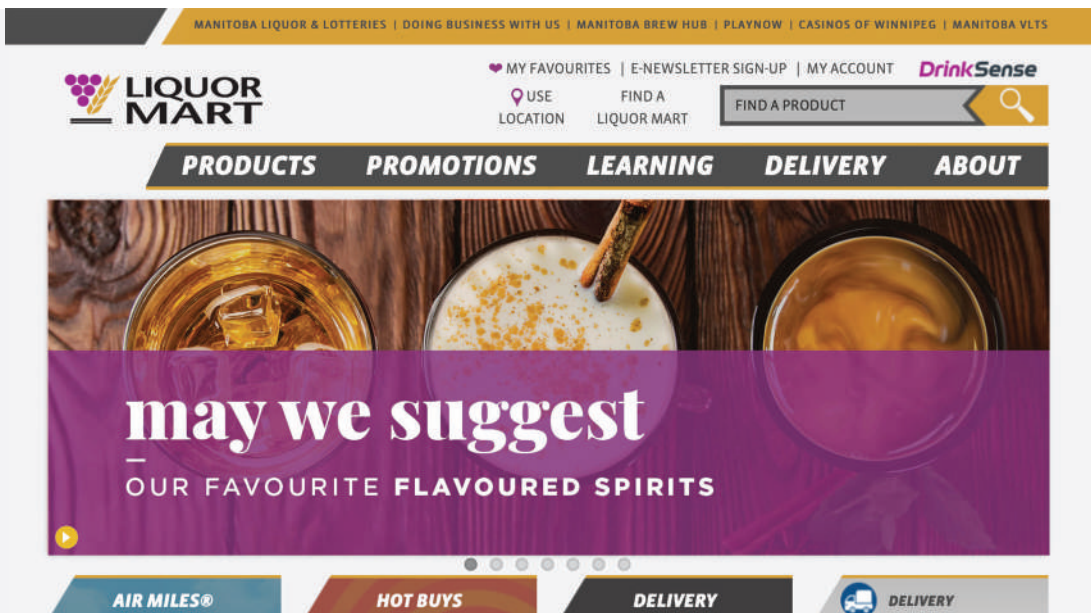 MANITOBA LIQUOR & LOTTERIES | DOING BUSINESS WITH US | MANITOBA BREW HUB | PLAYNOW | CASINOS OF WINNIPEG | MANITOBA VLTS
MY FAVOURITES | E-NEWSLETTER SIGN-UP | MY ACCOUNT DrinkSense
LIQUOR
MART
USE
LOCATION
FIND A
LIQUOR MART
FIND A PRODUCT
PRODUCTS PROMOTIONS LEARNING DELIVERY ABOUT
may we suggest
OUR FAVOURITE FLAVOURED SPIRITS
AIR MILES® HOT BUYS DELIVERY DELIVERY